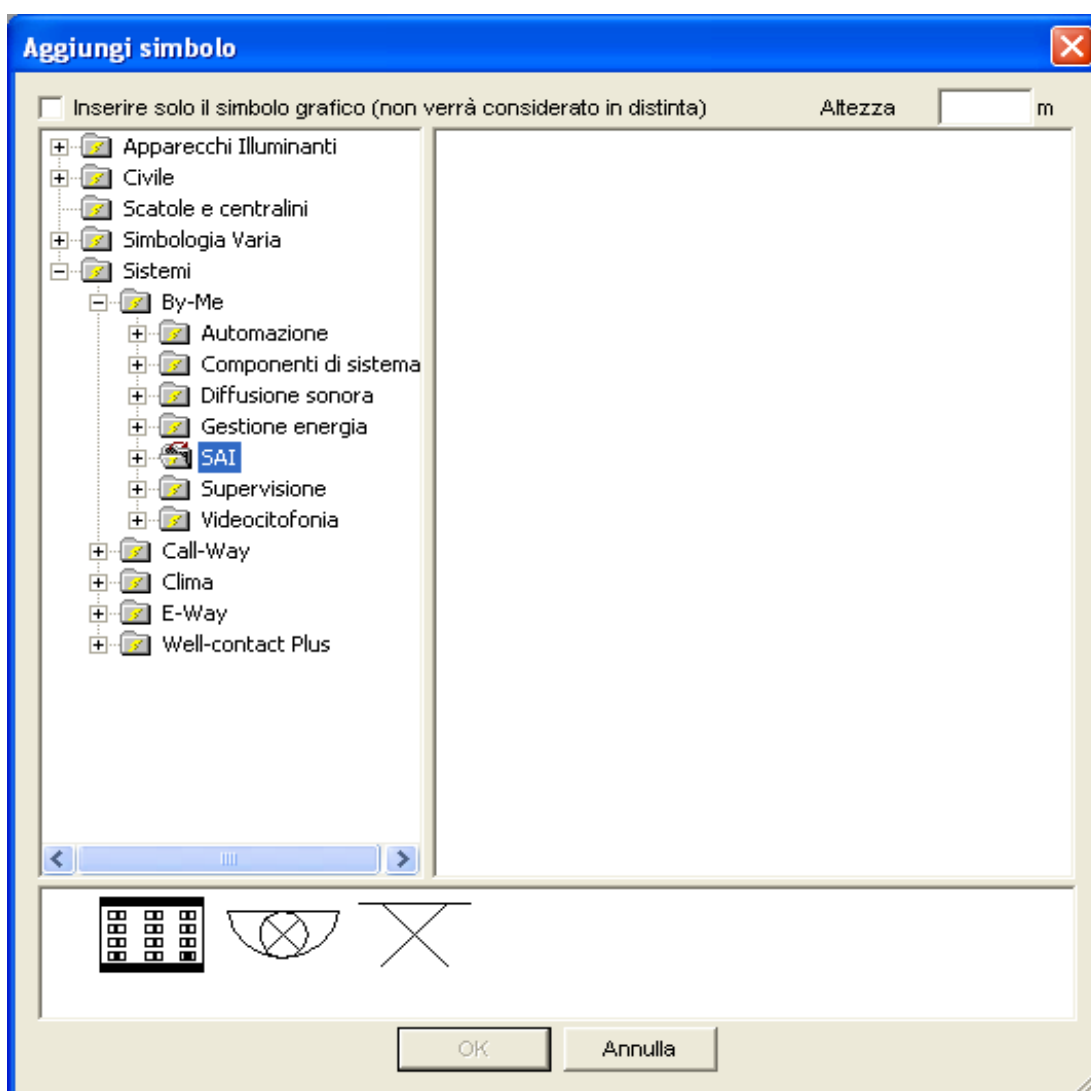 Aggiungi simbolo
Inserire solo il simbolo grafico (non verrà considerato in distinta) Altezza m
Apparecchi Illuminanti
Civile
Scatole e centralini
Simbologia Varia
Sistemi
By-Me
Automazione
Componenti di sistema
Diffusione sonora
Gestione energia
SAI
Supervisione
Videocitofonia
Call-Way
Clima
E-Way
Well-contact Plus
OK Annulla